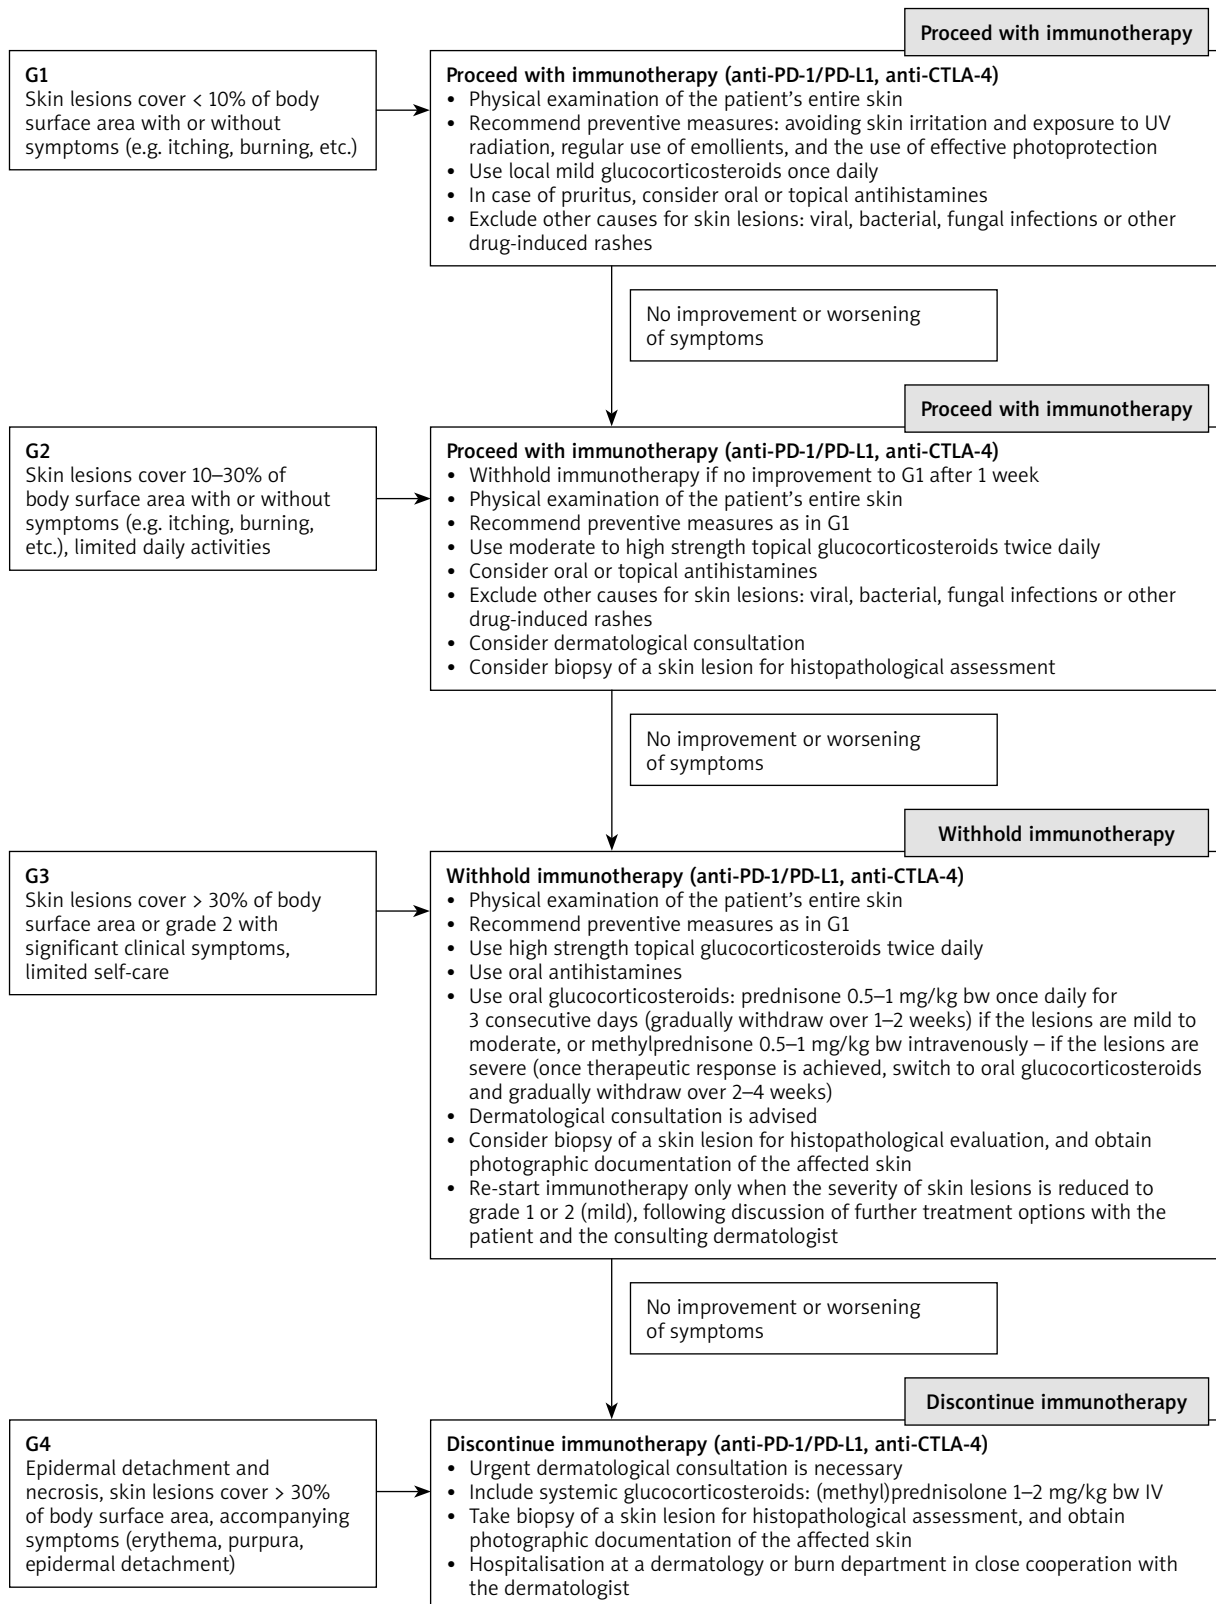 Proceed with immunotherapy
G1
Skin lesions cover < 10% of body
surface area with or without
symptoms (e.g. itching, burning, etc.)
Proceed with immunotherapy (anti-PD-1/PD-L1, anti-CTLA-4)
• Physical examination of the patient's entire skin
• Recommend preventive measures: avoiding skin irritation and exposure to UV
radiation, regular use of emollients, and the use of effective photoprotection
• Use local mild glucocorticosteroids once daily
• In case of pruritus, consider oral or topical antihistamines
• Exclude other causes for skin lesions: viral, bacterial, fungal infections or other
drug-induced rashes
No improvement or worsening
of symptoms
Proceed with immunotherapy
G2
Skin lesions cover 10–30% of
body surface area with or without
symptoms (e.g. itching, burning,
etc.), limited daily activities
Proceed with immunotherapy (anti-PD-1/PD-L1, anti-CTLA-4)
• Withhold immunotherapy if no improvement to G1 after 1 week
• Physical examination of the patient's entire skin
• Recommend preventive measures as in G1
• Use moderate to high strength topical glucocorticosteroids twice daily
• Consider oral or topical antihistamines
• Exclude other causes for skin lesions: viral, bacterial, fungal infections or other
drug-induced rashes
• Consider dermatological consultation
• Consider biopsy of a skin lesion for histopathological assessment
No improvement or worsening
of symptoms
Withhold immunotherapy
G3
Skin lesions cover > 30% of body
surface area or grade 2 with
significant clinical symptoms,
limited self-care
Withhold immunotherapy (anti-PD-1/PD-L1, anti-CTLA-4)
• Physical examination of the patient's entire skin
• Recommend preventive measures as in G1
• Use high strength topical glucocorticosteroids twice daily
• Use oral antihistamines
• Use oral glucocorticosteroids: prednisone 0.5–1 mg/kg bw once daily for
3 consecutive days (gradually withdraw over 1–2 weeks) if the lesions are mild to
moderate, or methylprednisone 0.5–1 mg/kg bw intravenously – if the lesions are
severe (once therapeutic response is achieved, switch to oral glucocorticosteroids
and gradually withdraw over 2–4 weeks)
• Dermatological consultation is advised
• Consider biopsy of a skin lesion for histopathological evaluation, and obtain
photographic documentation of the affected skin
• Re-start immunotherapy only when the severity of skin lesions is reduced to
grade 1 or 2 (mild), following discussion of further treatment options with the
patient and the consulting dermatologist
No improvement or worsening
of symptoms
Discontinue immunotherapy
G4
Epidermal detachment and
necrosis, skin lesions cover > 30%
of body surface area, accompanying
symptoms (erythema, purpura,
epidermal detachment)
Discontinue immunotherapy (anti-PD-1/PD-L1, anti-CTLA-4)
• Urgent dermatological consultation is necessary
• Include systemic glucocorticosteroids: (methyl)prednisolone 1–2 mg/kg bw IV
• Take biopsy of a skin lesion for histopathological assessment, and obtain
photographic documentation of the affected skin
• Hospitalisation at a dermatology or burn department in close cooperation with
the dermatologist